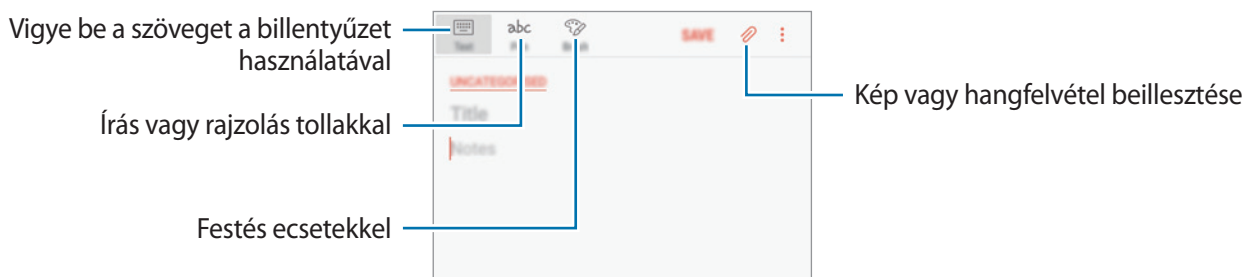 Vigye be a szöveget a billentyűzet
használatával
Írás vagy rajzolás tollakkal
Festés ecsetekkel
abc
SAVE
UNCATEGORISED
Title
Notes
Kép vagy hangfelvétel beillesztése